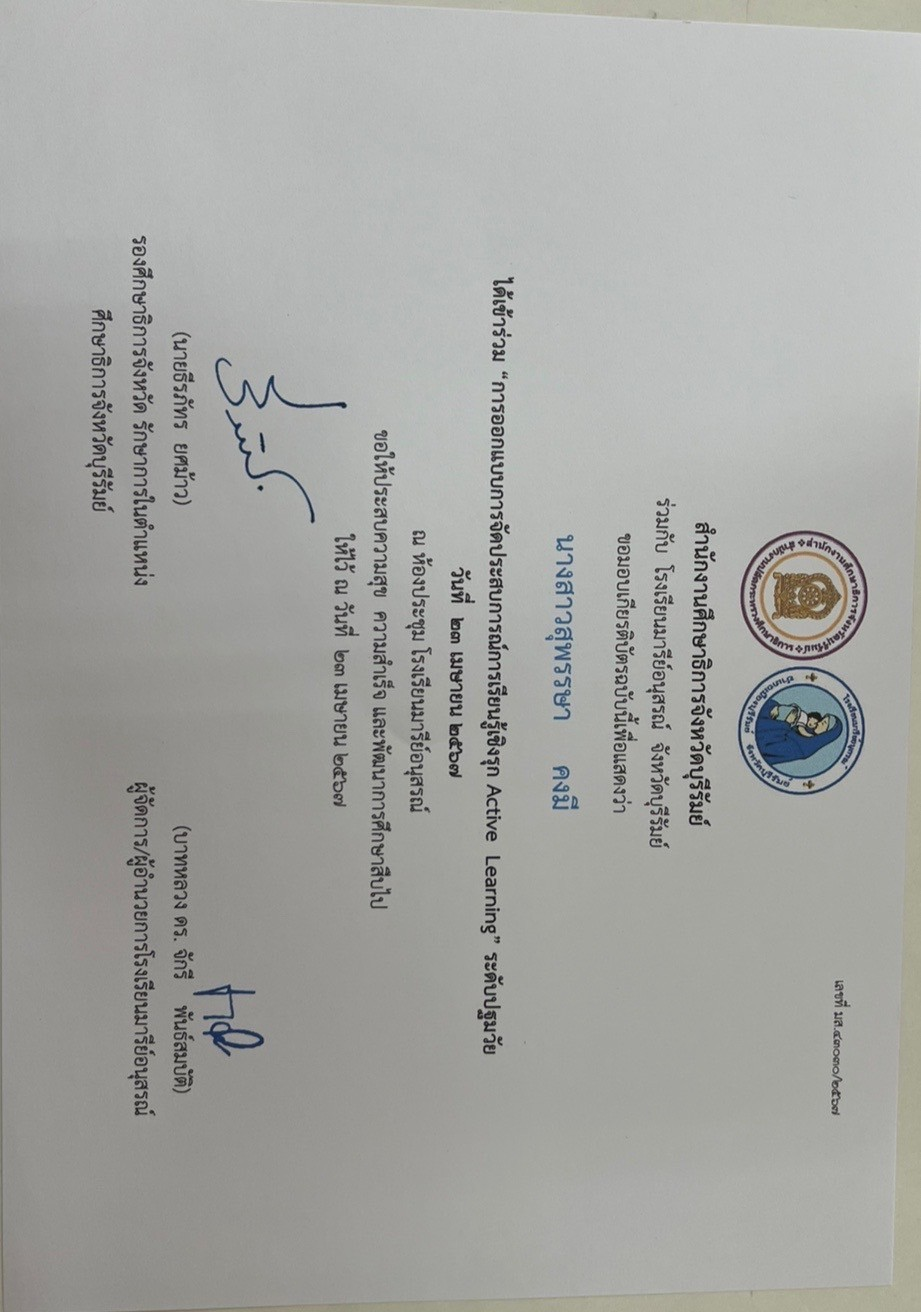 เลขที่ มส.๔๓๐๓๐/๒๕๖๗
สำนักงานศึกษาธิการจังหวัดบุรีรัมย์
ร่วมกับ โรงเรียนมารีย์อนุสรณ์ จังหวัดบุรีรัมย์
ขอมอบเกียรติบัตรฉบับนี้เพื่อแสดงว่า
นางสาวสุพรรษา คงมี
ได้เข้าร่วม “การออกแบบการจัดประสบการณ์การเรียนรู้เชิงรุก Active Learning” ระดับปฐมวัย
วันที่ ๒๓ เมษายน ๒๕๖๗
ณ ห้องประชุม โรงเรียนมารีย์อนุสรณ์
ขอให้ประสบความสุข ความสำเร็จ และพัฒนาการศึกษาสืบไป
ให้ไว้ ณ วันที่ ๒๓ เมษายน ๒๕๖๗
(นายธีรภัทร ยศม้าว)
รองศึกษาธิการจังหวัด รักษาการในตำแหน่ง
ศึกษาธิการจังหวัดบุรีรัมย์
(บาทหลวง ดร. จักรี พันธ์สมบัติ)
ผู้จัดการ/ผู้อำนวยการโรงเรียนมารีย์อนุสรณ์